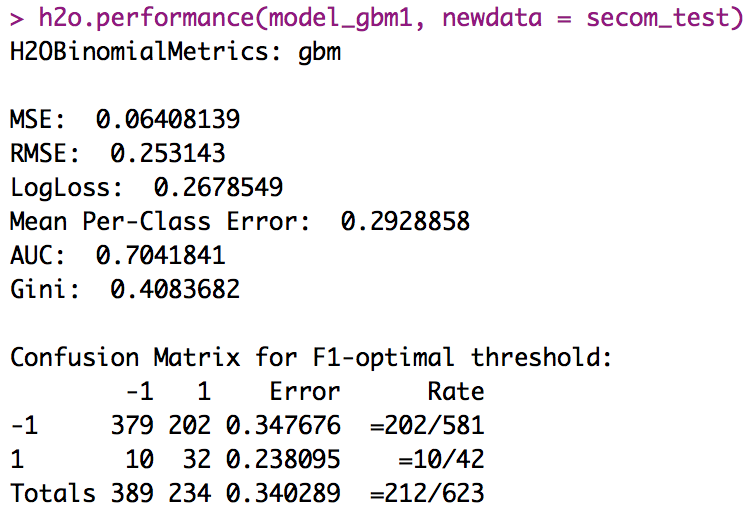 > h2o.performance(model_gbm1, newdata = secom_test)
H2OBinomialMetrics: gbm
MSE:  0.06408139
RMSE:  0.253143
LogLoss:  0.2678549
Mean Per-Class Error:  0.2928858
AUC:  0.7041841
Gini:  0.4083682
Confusion Matrix for F1-optimal threshold:
        -1   1    Error      Rate
-1     379 202 0.347676  =202/581
1       10  32 0.238095    =10/42
Totals 389 234 0.340289  =212/623